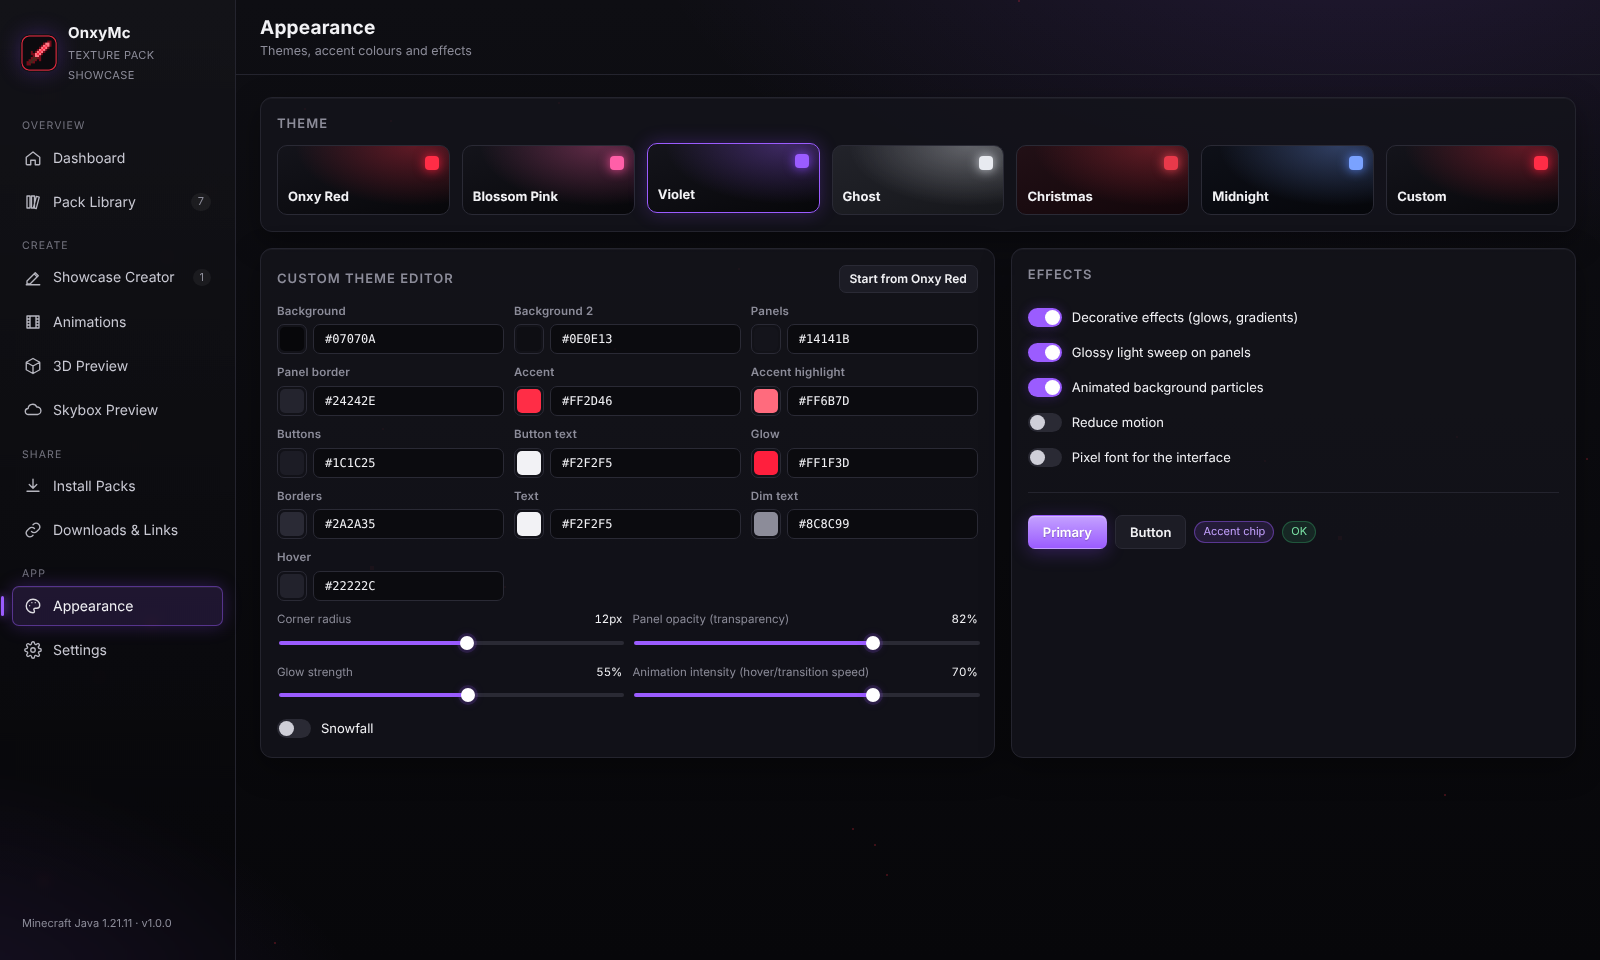 OnxyMc
TEXTURE PACK
SHOWCASE
OVERVIEW
Dashboard
Pack Library 7
CREATE
Showcase Creator 1
Animations
3D Preview
Skybox Preview
SHARE
Install Packs
Downloads & Links
APP
Appearance
Settings
Minecraft Java 1.21.11 · v1.0.0
Appearance
Themes, accent colours and effects
THEME
Onxy Red
Blossom Pink
Violet
Ghost
Christmas
Midnight
Custom
CUSTOM THEME EDITOR
Start from Onxy Red
Background Background 2 Panels
#07070A #0E0E13 #14141B
Panel border Accent Accent highlight
#24242E #FF2D46 #FF6B7D
Buttons Button text Glow
#1C1C25 #F2F2F5 #FF1F3D
Borders Text Dim text
#2A2A35 #F2F2F5 #8C8C99
Hover
#22222C
Corner radius 12px Panel opacity (transparency) 82%
Glow strength 55% Animation intensity (hover/transition speed) 70%
Snowfall
EFFECTS
Decorative effects (glows, gradients)
Glossy light sweep on panels
Animated background particles
Reduce motion
Pixel font for the interface
Primary Button Accent chip OK